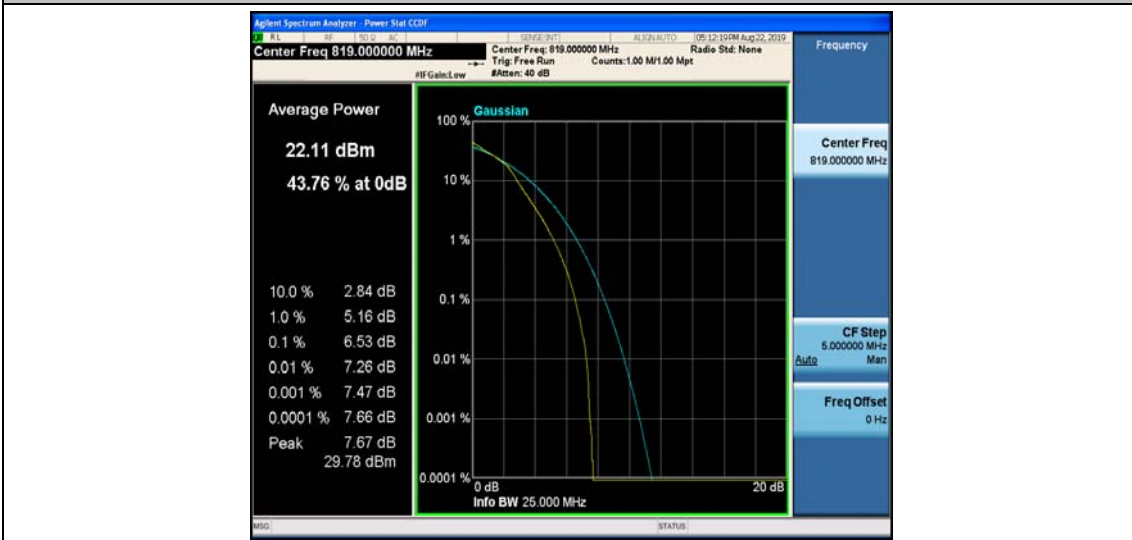 Agilent Spectrum Analyzer - Power Stat CCDF
RL RF 50 Ω AC SENSE:INT ALIGN AUTO 05:12:19 PM Aug 22, 2019
Center Freq 819.000000 MHz
Center Freq: 819.000000 MHz Radio Std: None
Trig: Free Run Counts:1.00 M/1.00 Mpt
#IFGain:Low #Atten: 40 dB
Frequency
Average Power
22.11 dBm
43.76 % at 0dB
10.0 % 2.84 dB
1.0 % 5.16 dB
0.1 % 6.53 dB
0.01 % 7.26 dB
0.001 % 7.47 dB
0.0001 % 7.66 dB
Peak 7.67 dB
29.78 dBm
Gaussian
100 %
10 %
1 %
0.1 %
0.01 %
0.001 %
0.0001 %
0 dB 20 dB
Info BW 25.000 MHz
Center Freq
819.000000 MHz
CF Step
5.000000 MHz
Auto Man
Freq Offset
0 Hz
MSG STATUS